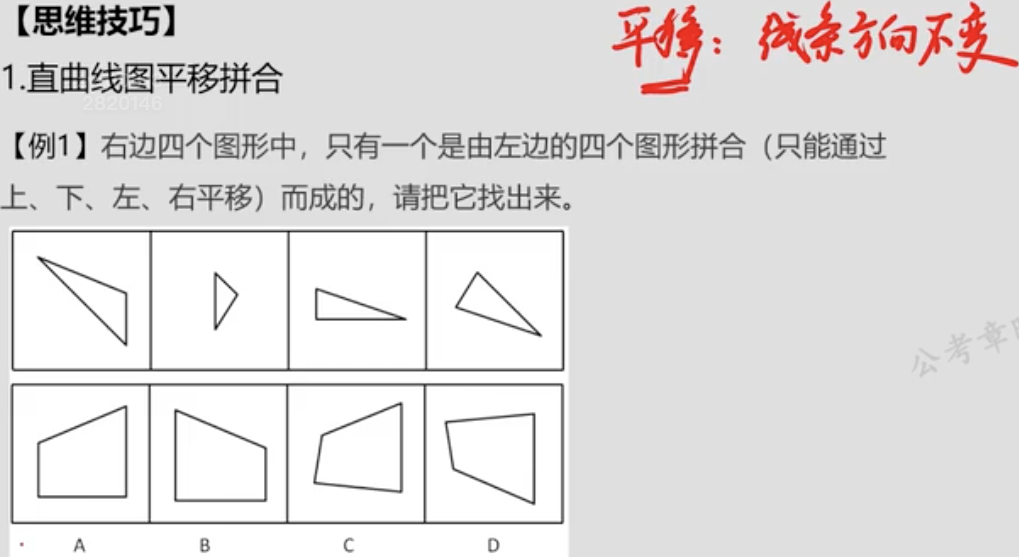 【思维技巧】
平移：线条方向不变
1.直曲线图平移拼合
2820146
【例1】右边四个图形中，只有一个是由左边的四个图形拼合（只能通过
上、下、左、右平移）而成的，请把它找出来。
公考章
A B C D